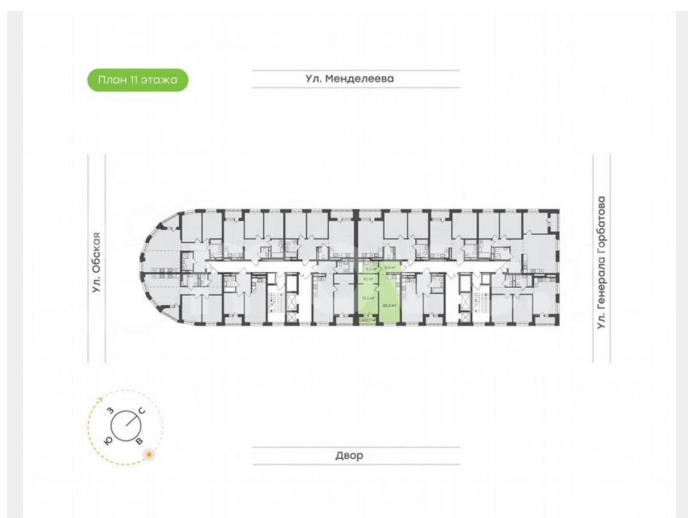 План 11 этажа
Ул. Менделеева
Ул. Обская
Ул. Генерала Горбатова
З
С
Ю
В
Двор